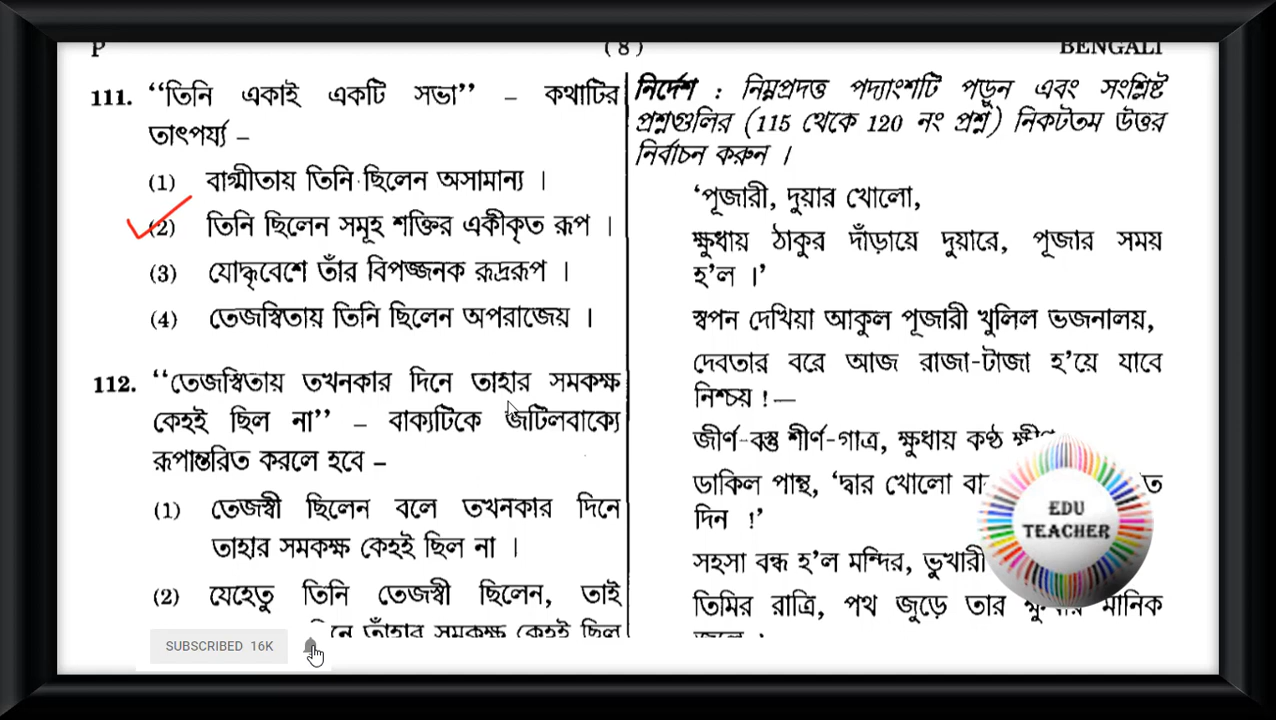 P
(8)
BENGALI
111. ‘‘তিনি একাই একটি সভা’’ – কথাটির
তাৎপর্য্য –
(1) বাগ্মীতায় তিনি ছিলেন অসামান্য ।
(2) তিনি ছিলেন সমূহ শক্তির একীকৃত রূপ ।
(3) যোদ্ধৃবেশে তাঁর বিপজ্জনক রূদ্ররূপ ।
(4) তেজস্বিতায় তিনি ছিলেন অপরাজেয় ।
112. ‘‘তেজস্বিতায় তখনকার দিনে তাহার সমকক্ষ
কেহই ছিল না’’ – বাক্যটিকে জটিলবাক্যে
রূপান্তরিত করলে হবে –
(1) তেজস্বী ছিলেন বলে তখনকার দিনে
তাহার সমকক্ষ কেহই ছিল না ।
(2) যেহেতু তিনি তেজস্বী ছিলেন, তাই
তাঁহার সমকক্ষ কেহই ছিল
SUBSCRIBED 16K
নির্দেশ : নিম্নপ্রদত্ত পদ্যাংশটি পড়ুন এবং সংশ্লিষ্ট
প্রশ্নগুলির (115 থেকে 120 নং প্রশ্ন) নিকটতম উত্তর
নির্বাচন করুন ।
‘পূজারী, দুয়ার খোলো,
ক্ষুধায় ঠাকুর দাঁড়ায়ে দুয়ারে, পূজার সময়
হ’ল ।’
স্বপন দেখিয়া আকুল পূজারী খুলিল ভজনালয়,
দেবতার বরে আজ রাজা-টাজা হ’য়ে যাবে
নিশ্চয় !—
জীর্ণ-বস্ত্র শীর্ণ-গাত্র, ক্ষুধায় কণ্ঠ
ডাকিল পান্থ, ‘দ্বার খোলো
দিন !’
সহসা বন্ধ হ’ল মন্দির, ভুখারী
তিমির রাত্রি, পথ জুড়ে তার মানিক
EDU
TEACHER